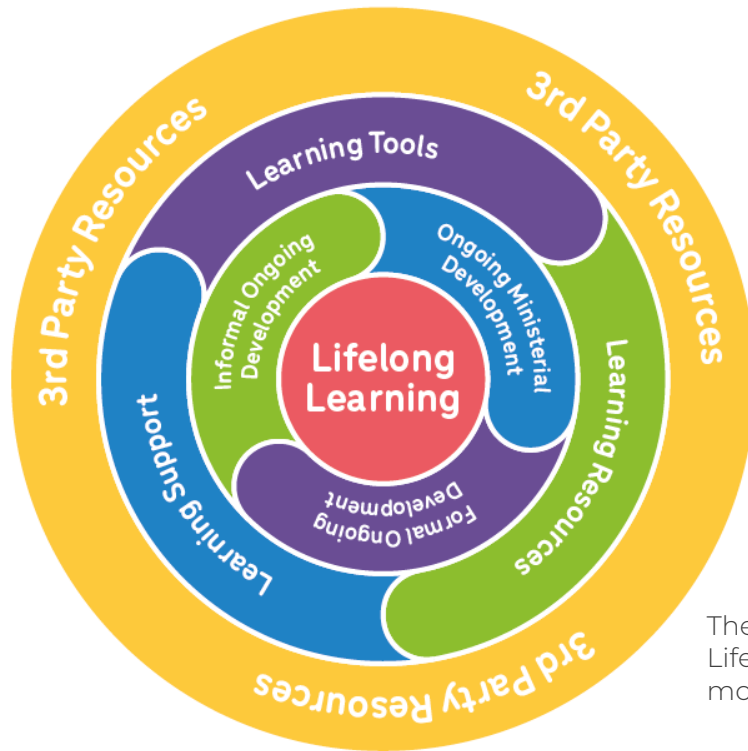 3rd Party Resources
3rd Party Resources
Learning Tools
Informal Ongoing
Development
Ongoing Ministerial
Development
Lifelong
Learning
Learning Resources
Learning Support
Formal Ongoing
Development
3rd Party Resources
The
Life